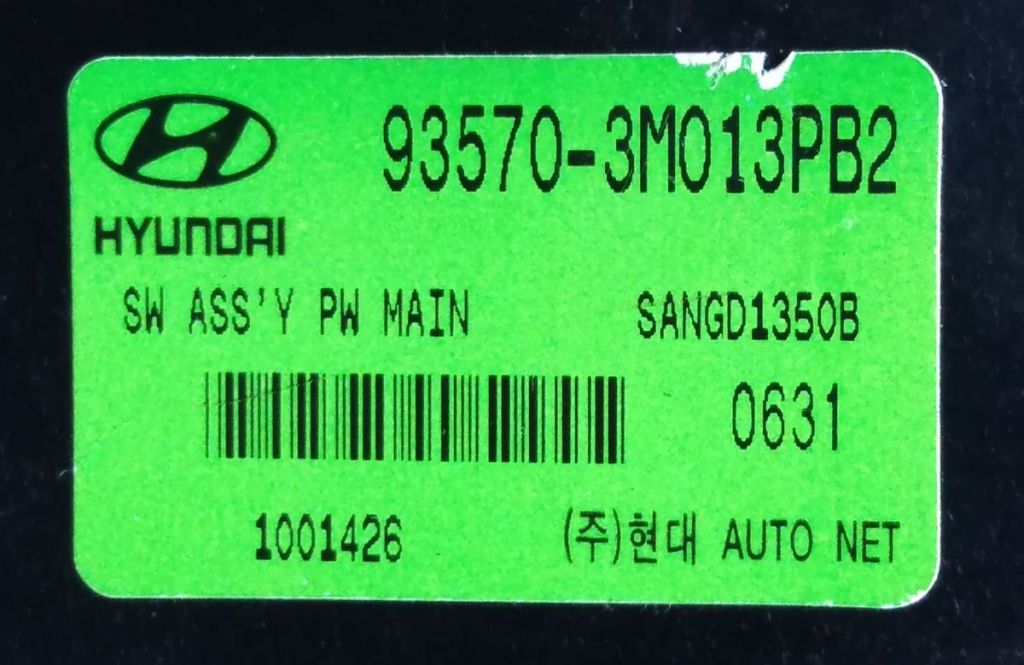 93570-3M013PB2
HYUNDAI
SW ASS'Y PW MAIN SANGD1350B
0631
1001426 (주)현대 AUTO NET